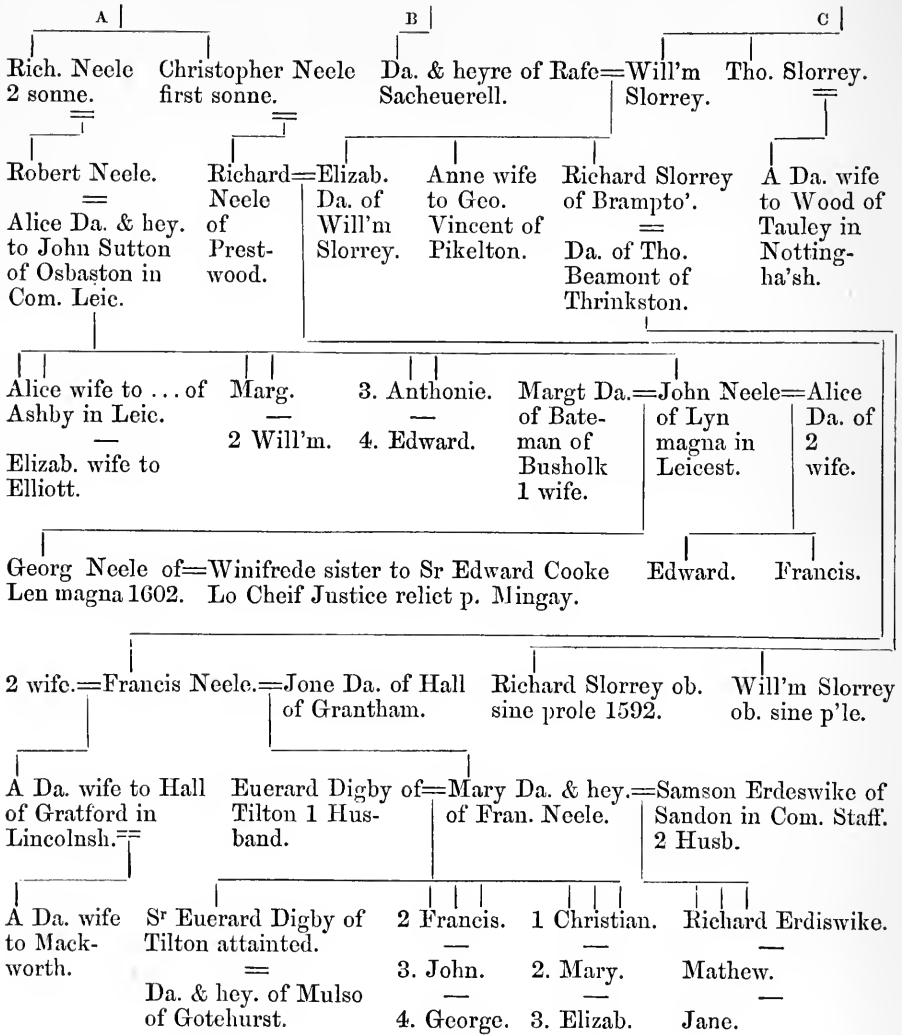 A B C
Rich. Neele Christopher Neele Da. & heyre of Rafe=Will'm Tho. Slorrey.
2 sonne. first sonne. Sacheuerell. Slorrey. =
= =
Robert Neele. Richard=Elizab. Anne wife Richard Slorrey A Da. wife
= Neele Da. of to Geo. of Brampto'. to Wood of
Alice Da. & hey. of Will'm Vincent of = Tauley in
to John Sutton Prest- Slorrey. Pikelton. Da. of Tho. Notting-
of Osbaston in wood. Beamont of ha'sh.
Com. Leic. Thrinkston.
Alice wife to ... of Marg. 3. Anthonie. Margt Da.=John Neele=Alice
Ashby in Leic. — — of Bate- of Lyn Da. of
— 2 Will'm. 4. Edward. man of magna in 2
Elizab. wife to Busholk Leicest. wife.
Elliott. 1 wife.
Georg Neele of=Winifrede sister to Sr Edward Cooke Edward. Francis.
Len magna 1602. Lo Cheif Justice relict p. Mingay.
2 wife.=Francis Neele.=Jone Da. of Hall Richard Slorrey ob. Will'm Slorrey
of Grantham. sine prole 1592. ob. sine p'le.
A Da. wife to Hall Euerard Digby of=Mary Da. & hey.=Samson Erdeswike of
of Gratford in Tilton 1 Hus- of Fran. Neele. Sandon in Com. Staff.
Lincolnsh.= band. 2 Husb.
A Da. wife Sr Euerard Digby of 2 Francis. 1 Christian. Richard Erdiswike.
to Mack- Tilton attainted. — — —
worth. = 3. John. 2. Mary. Mathew.
Da. & hey. of Mulso — — —
of Gotehurst. 4. George. 3. Elizab. Jane.